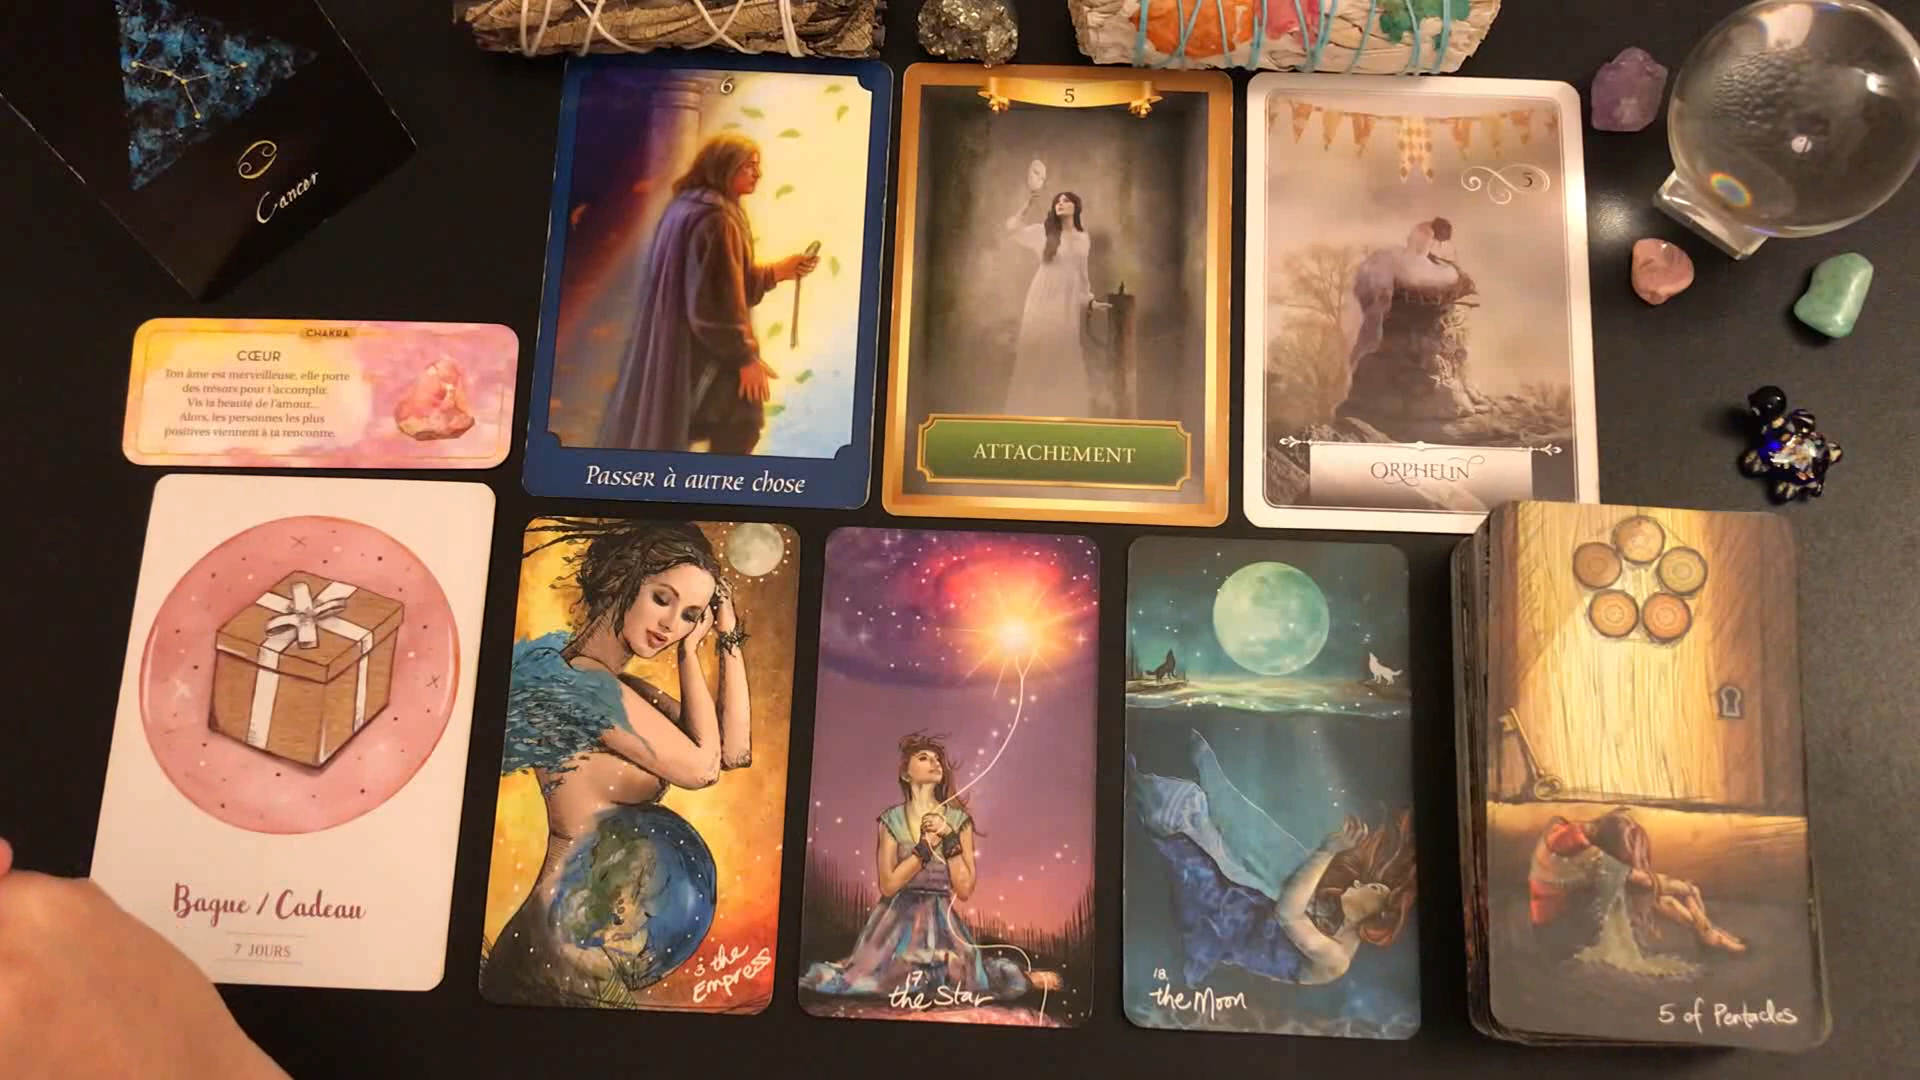 Cancer
6
Passer à autre chose
5
ATTACHEMENT
5
ORPHELIN
CHAKRA
CŒUR
Ton âme est merveilleuse, elle porte
des trésors pour t'accomplir.
Vis la beauté de l'amour...
Alors, les personnes les plus
positives viennent à ta rencontre.
Bague / Cadeau
7 JOURS
3 the
Empress
17
the Star
18
the Moon
5 of Pentacles